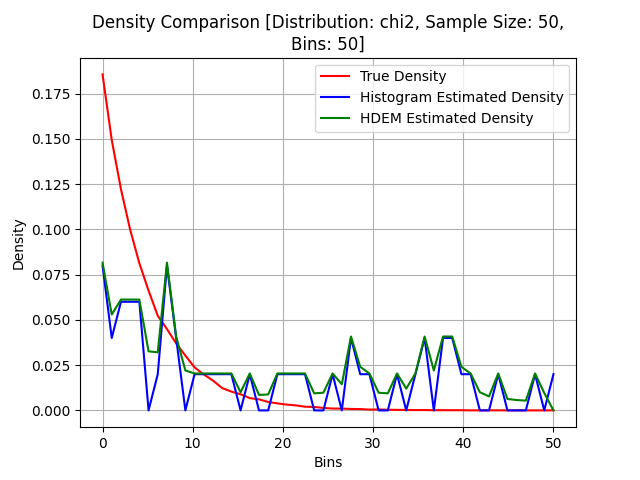 Density Comparison [Distribution: chi2, Sample Size: 50,
Bins: 50]
True Density
Histogram Estimated Density
HDEM Estimated Density
Density
0.175
0.150
0.125
0.100
0.075
0.050
0.025
0.000
0 10 20 30 40 50
Bins